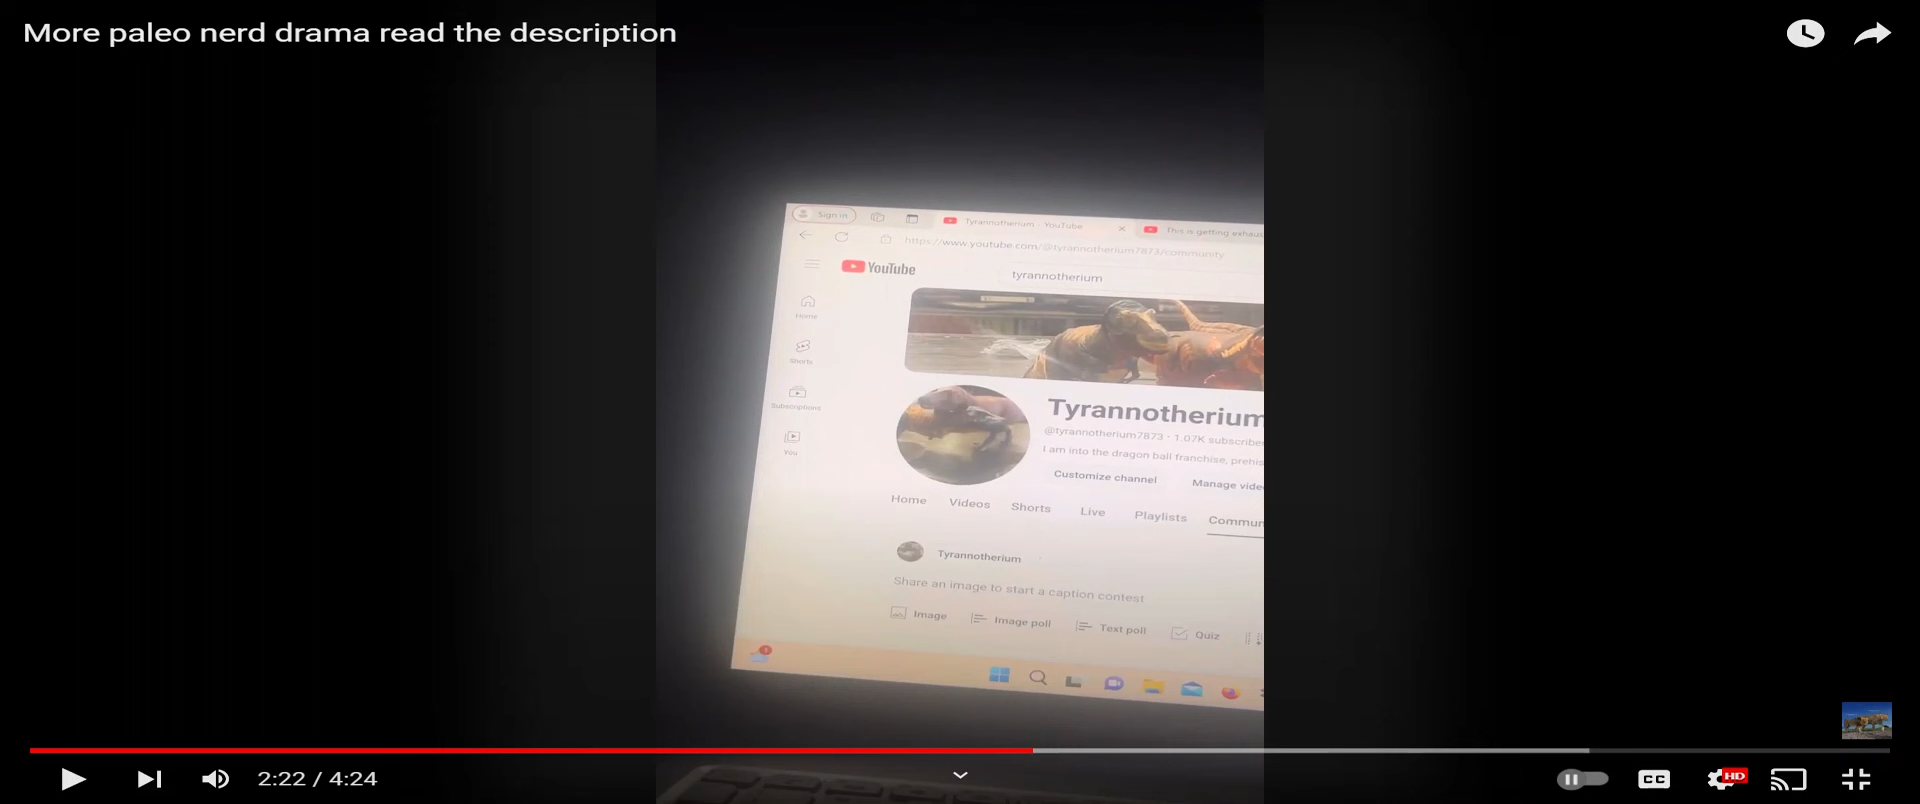 More paleo nerd drama read the description
Sign in
Tyrannotherium - YouTube
This is getting exhaus
https://www.youtube.com/@tyrannotherium7873/community
YouTube
tyrannotherium
Home
Shorts
Subscriptions
You
Tyrannotherium
@tyrannotherium7873 · 1.07K subscribe
I am into the dragon ball franchise, prehis
Customize channel
Manage vide
Home Videos Shorts Live Playlists Commun
Tyrannotherium
Share an image to start a caption contest
Image Image poll Text poll Quiz
2:22 / 4:24
CC
HD